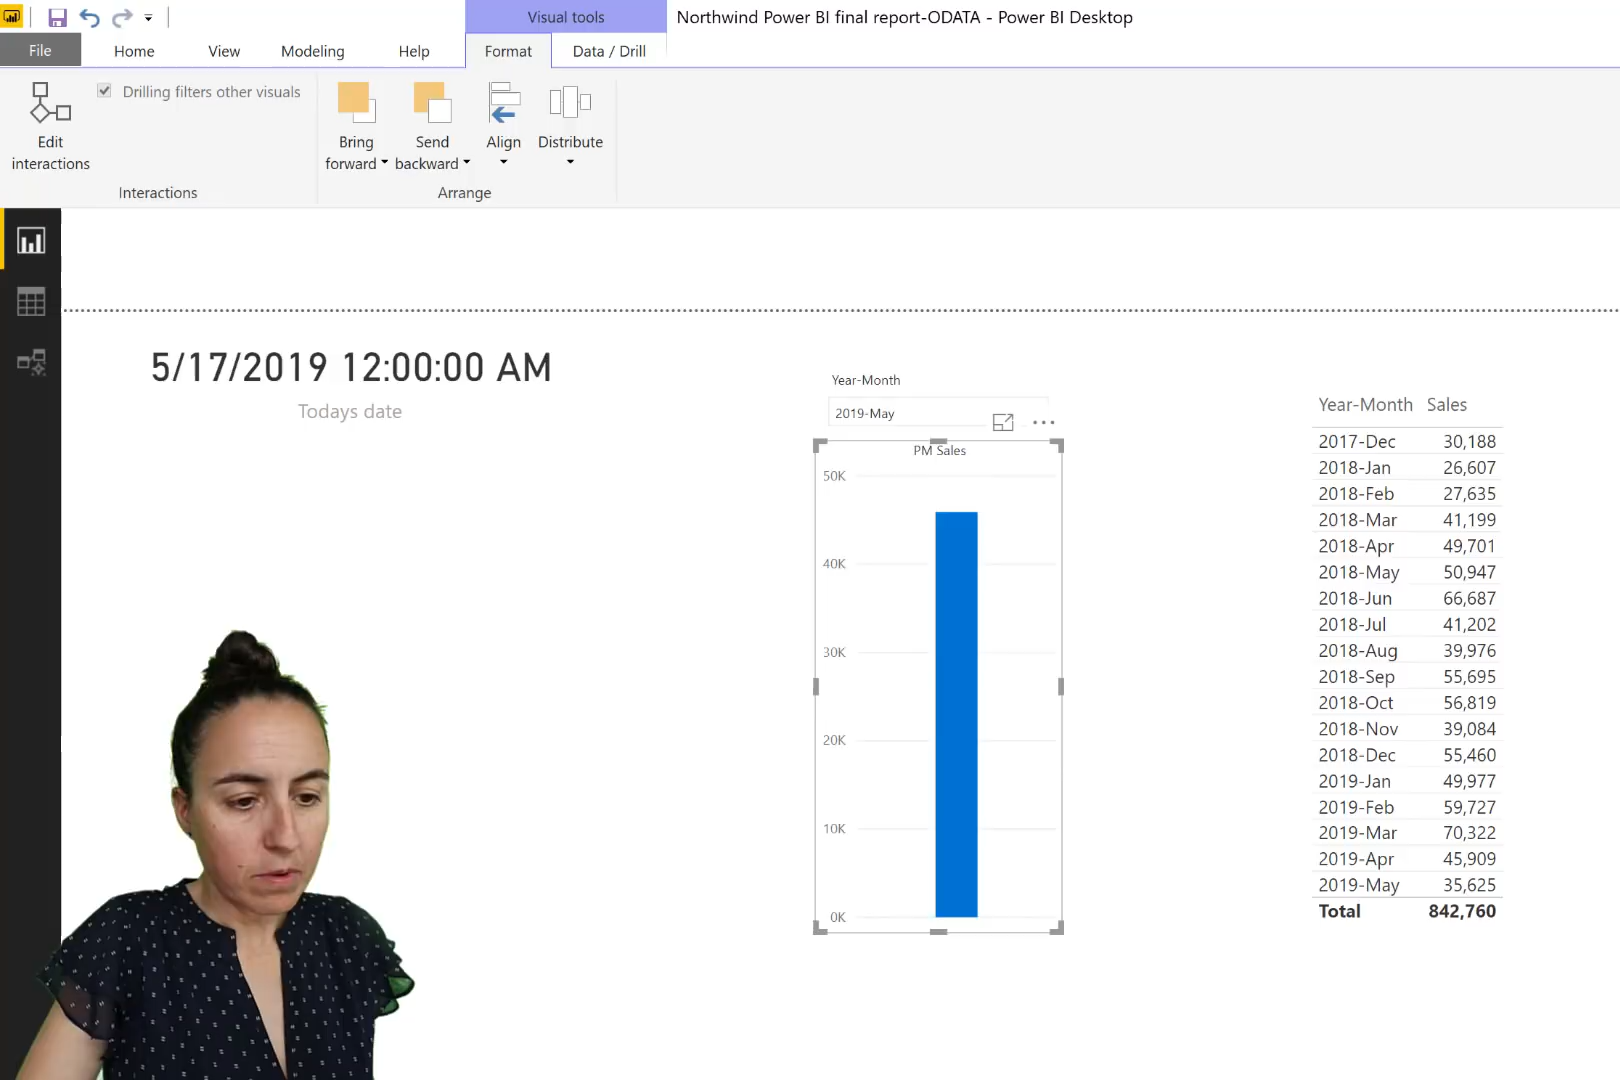 Visual tools
Northwind Power BI final report-ODATA - Power BI Desktop
File
Home
View
Modeling
Help
Format
Data / Drill
Edit
interactions
Drilling filters other visuals
Bring
forward
Send
backward
Align
Distribute
Interactions
Arrange
5/17/2019 12:00:00 AM
Todays date
Year-Month
2019-May
PM Sales
50K
40K
30K
20K
10K
0K
Year-Month Sales
2017-Dec 30,188
2018-Jan 26,607
2018-Feb 27,635
2018-Mar 41,199
2018-Apr 49,701
2018-May 50,947
2018-Jun 66,687
2018-Jul 41,202
2018-Aug 39,976
2018-Sep 55,695
2018-Oct 56,819
2018-Nov 39,084
2018-Dec 55,460
2019-Jan 49,977
2019-Feb 59,727
2019-Mar 70,322
2019-Apr 45,909
2019-May 35,625
Total 842,760